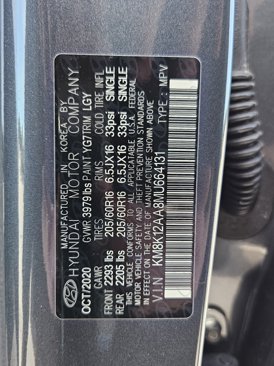 MANUFACTURED IN KOREA BY
HYUNDAI MOTOR COMPANY
OCT/2020 GVWR 3979 lbs PAINT YG7 TRIM LGY
GAWR TIRES RIMS COLD TIRE INFL
FRONT 2293 lbs 205/60R16 6.5JX16 33psi SINGLE
REAR 2205 lbs 205/60R16 6.5JX16 33psi SINGLE
THIS VEHICLE CONFORMS TO ALL APPLICABLE U.S.A. FEDERAL
MOTOR VEHICLE SAFETY AND THEFT PREVENTION STANDARDS
IN EFFECT ON THE DATE OF MANUFACTURE SHOWN ABOVE
V.I.N : TYPE : MPV